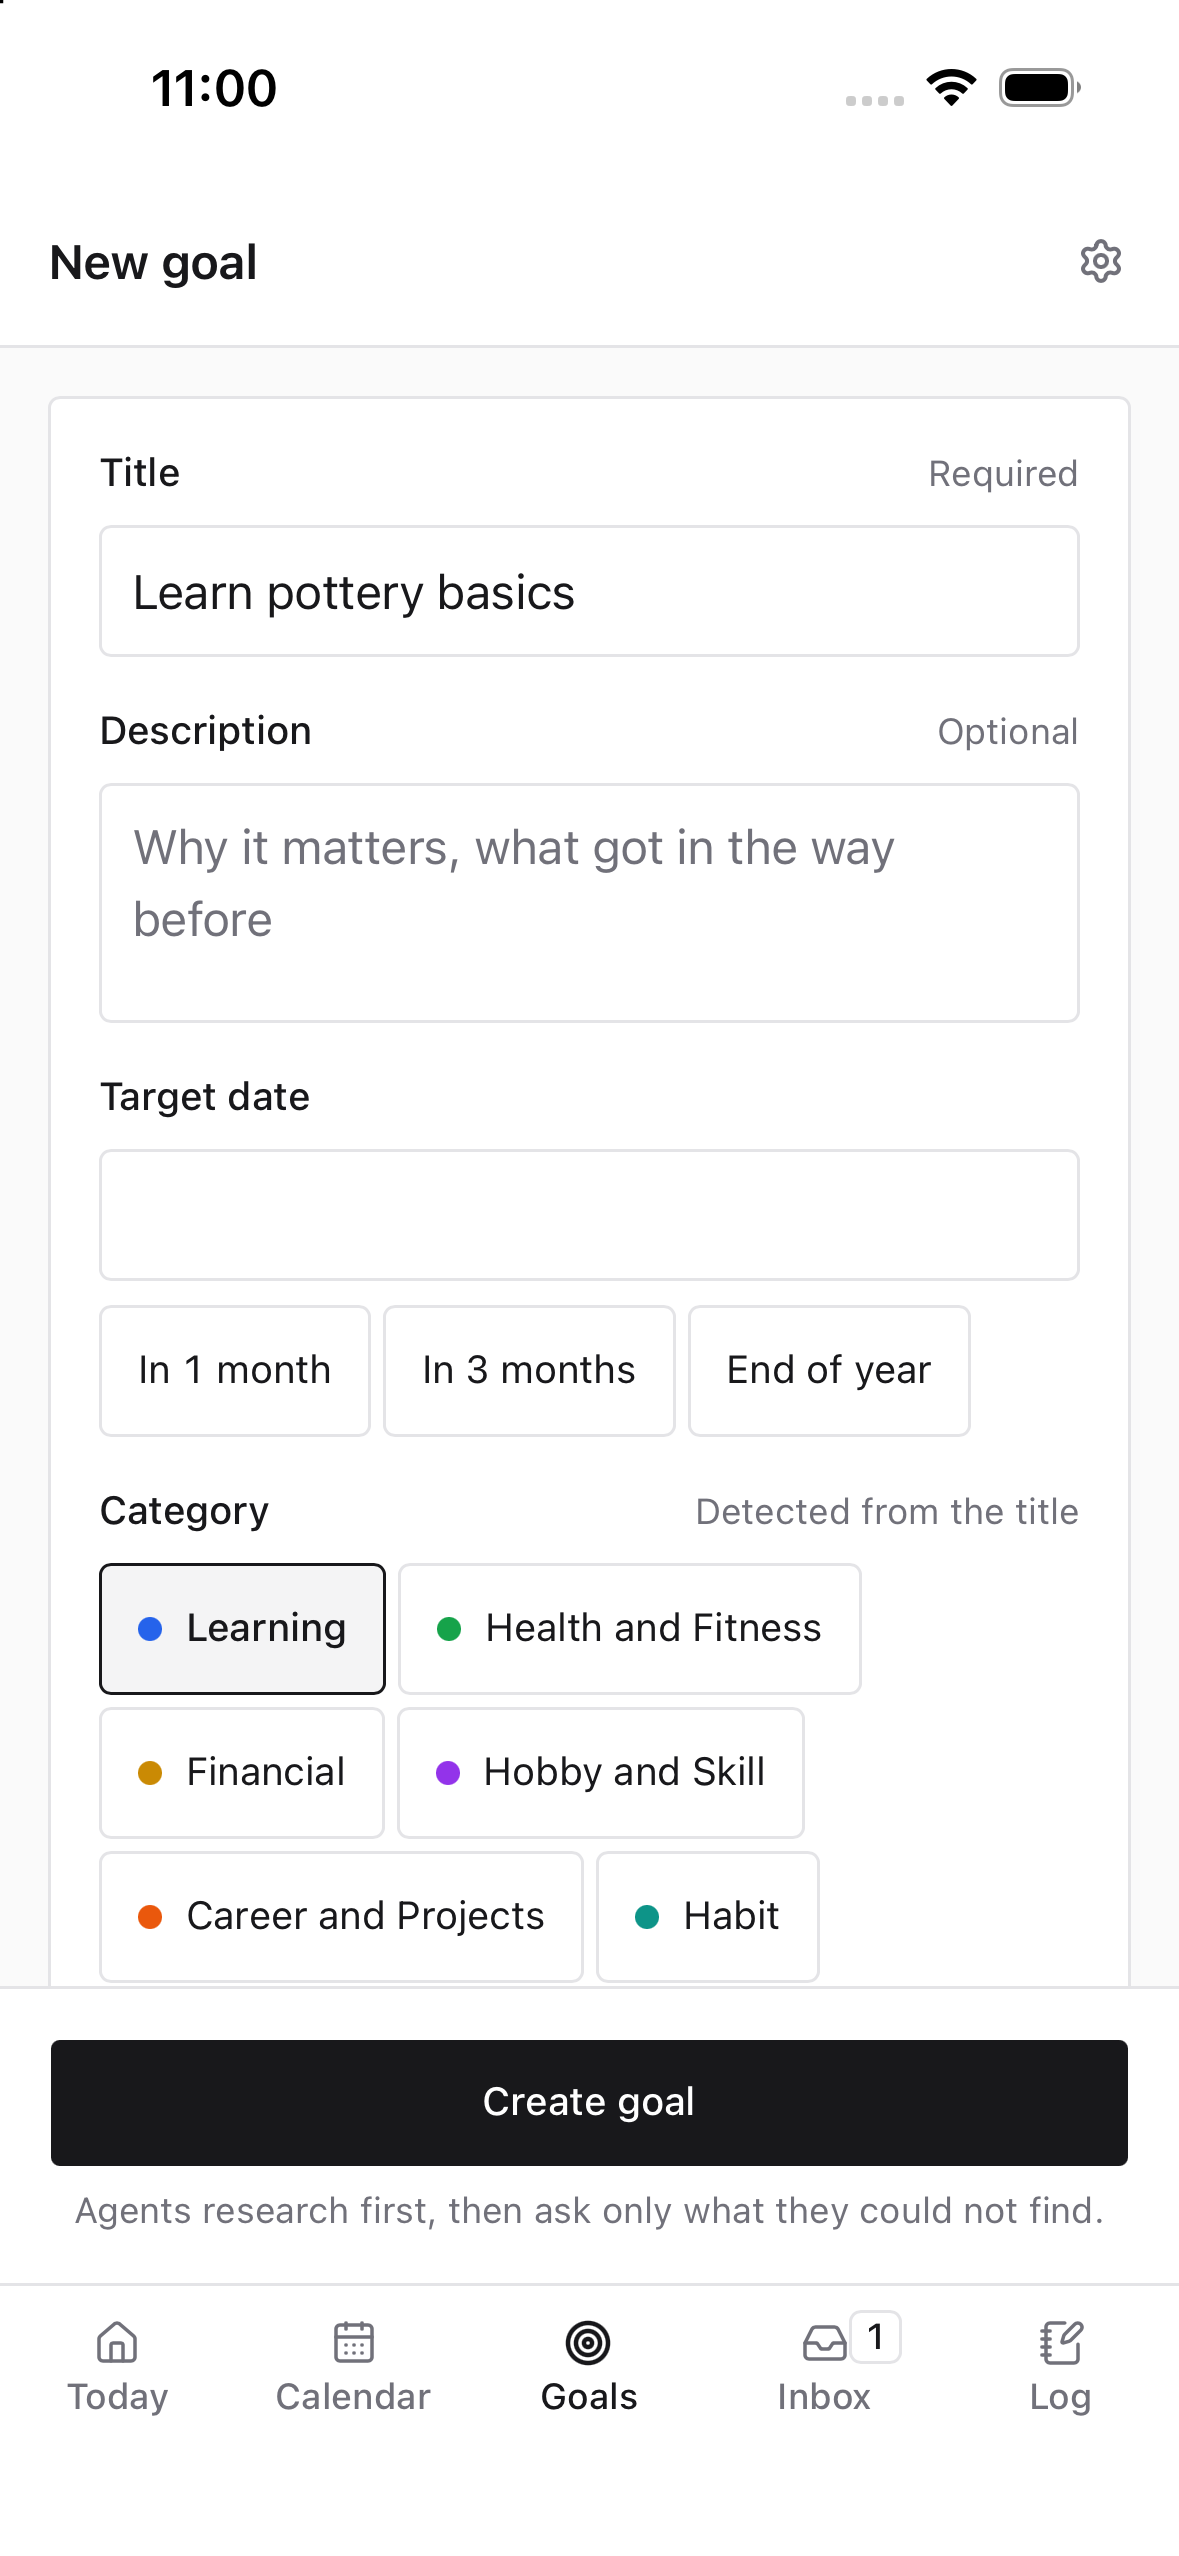 11:00
New goal
Title
Required
Learn pottery basics
Description
Optional
Why it matters, what got in the way
before
Target date
In 1 month
In 3 months
End of year
Category
Detected from the title
Learning
Health and Fitness
Financial
Hobby and Skill
Career and Projects
Habit
Create goal
Agents research first, then ask only what they could not find.
1
Today
Calendar
Goals
Inbox
Log